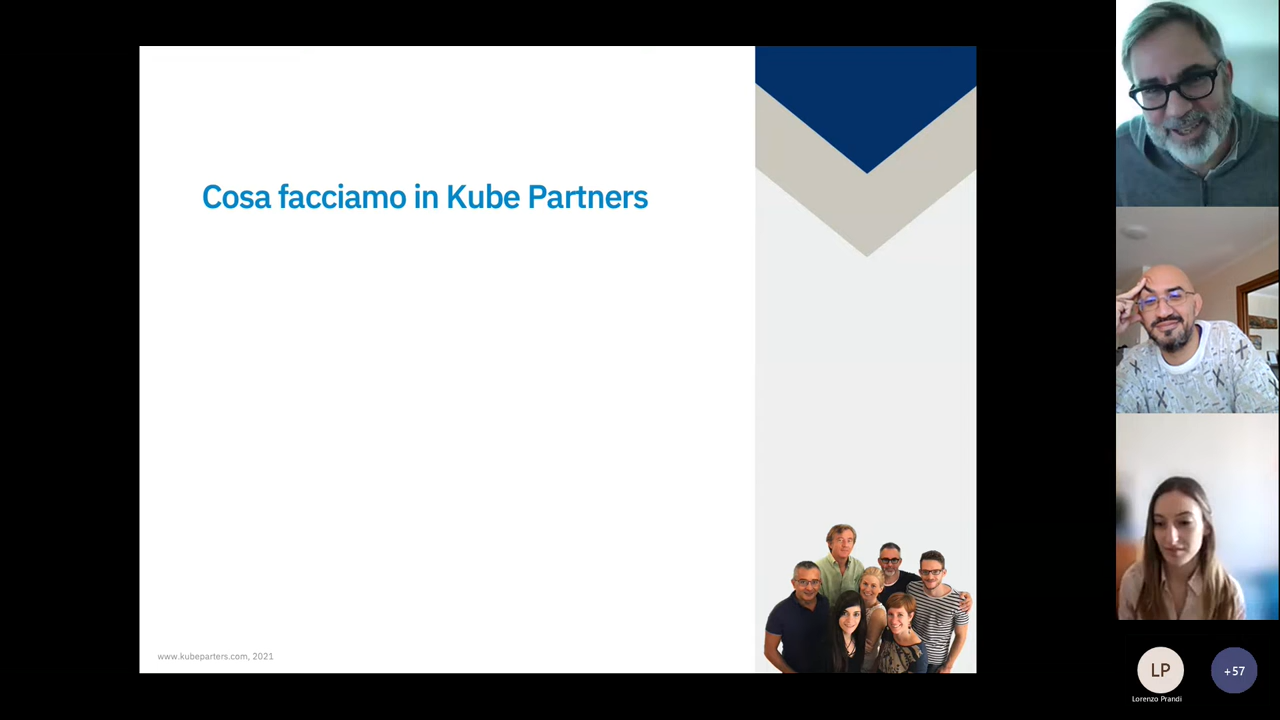 Cosa facciamo in Kube Partners
www.kubeparters.com, 2021
LP
+57
Lorenzo Prandi